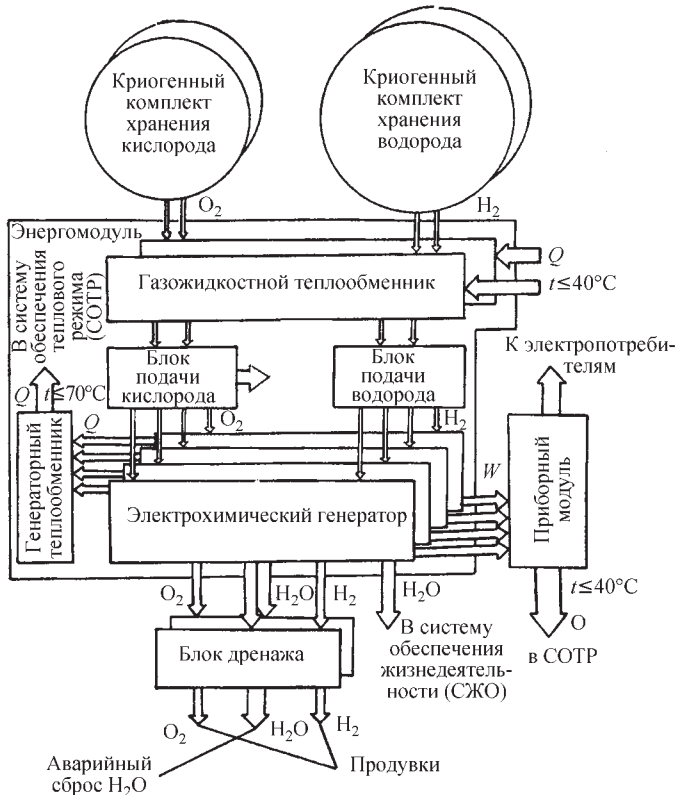 Криогенный
комплект
хранения
кислорода
Криогенный
комплект
хранения
водорода
O₂
H₂
Энергомодуль
Q
t≤40°C
Газожидкостной теплообменник
В систему
обеспечения
теплового
режима
(СОТР)
Блок
подачи
кислорода
Блок
подачи
водорода
К электропотреби-
телям
Q
t≤70°C
Q
O₂
H₂
Генераторный
теплообменник
W
Электрохимический генератор
Приборный
модуль
O₂
H₂O
H₂
H₂O
t≤40°C
O
в СОТР
В систему
обеспечения
жизнедеятель-
ности (СЖО)
Блок дренажа
O₂
H₂O
H₂
Аварийный
сброс H₂O
Продувки